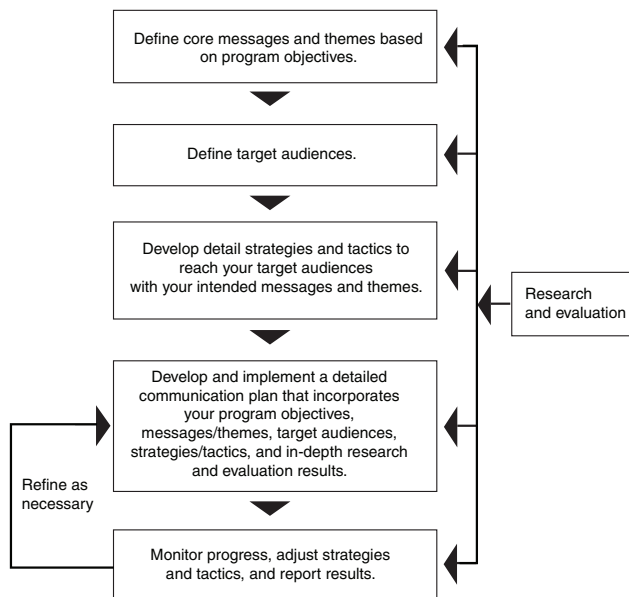 Define core messages and themes based
on program objectives.
Define target audiences.
Develop detail strategies and tactics to
reach your target audiences
with your intended messages and themes.
Research
and evaluation
Develop and implement a detailed
communication plan that incorporates
your program objectives,
messages/themes, target audiences,
strategies/tactics, and in-depth research
and evaluation results.
Refine as
necessary
Monitor progress, adjust strategies
and tactics, and report results.